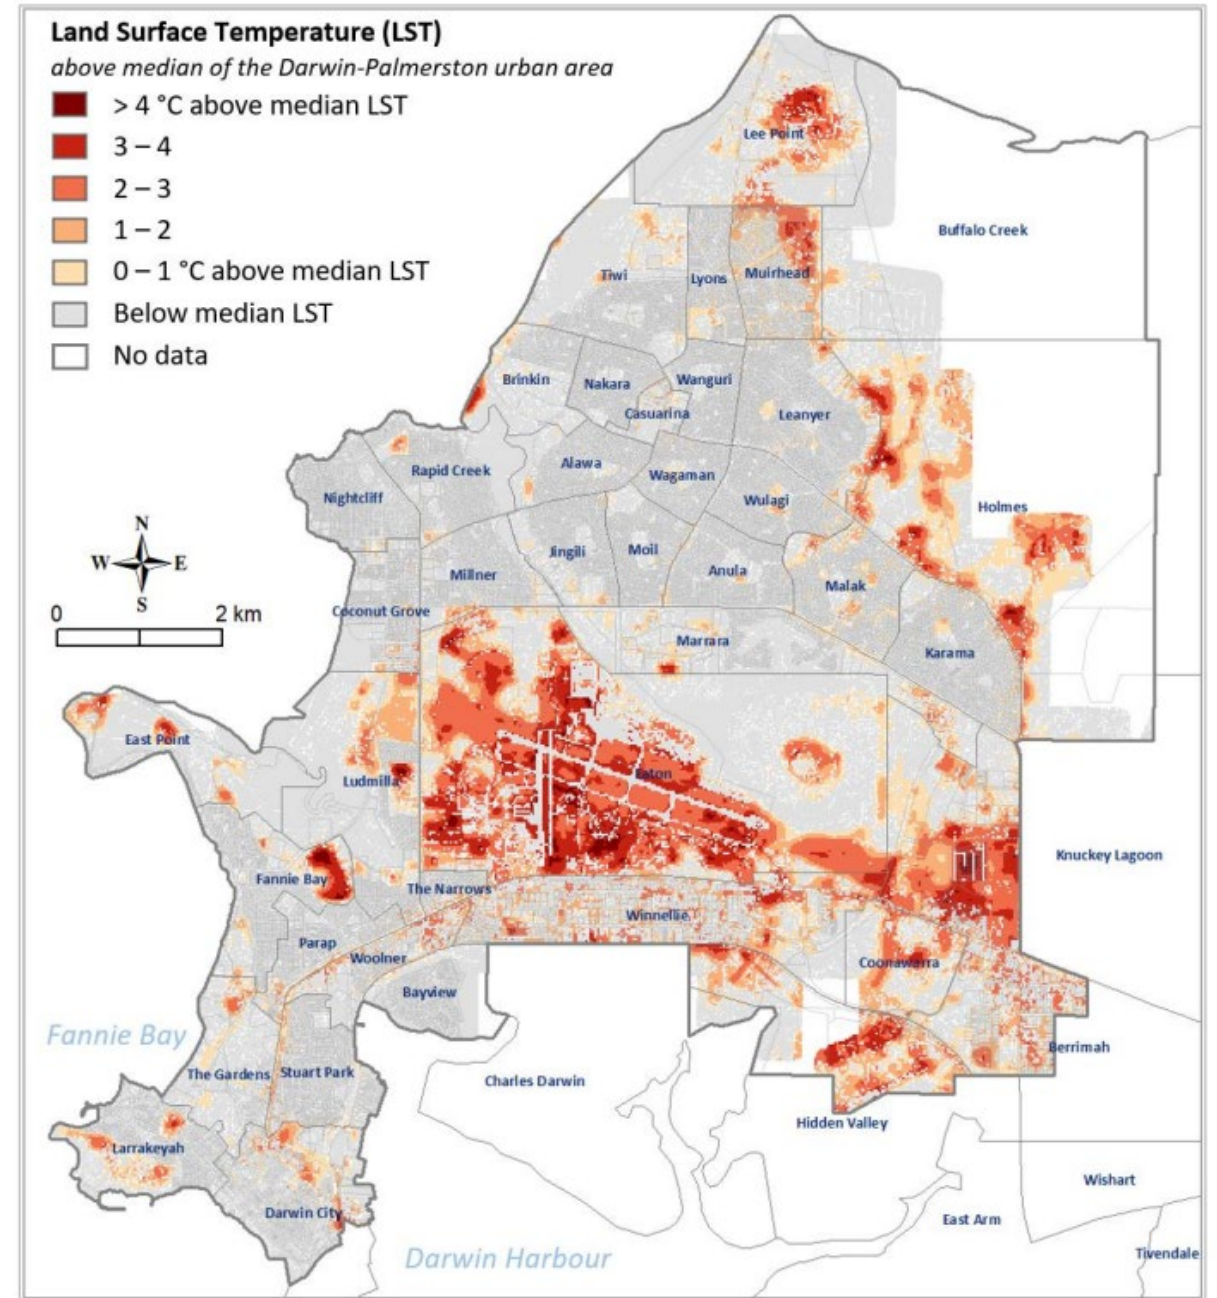 Land Surface Temperature (LST)
above median of the Darwin-Palmerston urban area
> 4 °C above median LST
3 – 4
2 – 3
1 – 2
0 – 1 °C above median LST
Below median LST
No data
Lee Point
Buffalo Creek
Tiwi
Lyons
Muirhead
Brinkin
Nakara
Wanguri
Casuarina
Leanyer
Rapid Creek
Alawa
Wagaman
Nightcliff
Wulagi
Holmes
N
W
E
S
0
2 km
Jingili
Moil
Millner
Anula
Malak
Coconut Grove
Marrara
Karama
East Point
Ludmilla
Eaton
Knuckey Lagoon
Fannie Bay
The Narrows
Winnellie
Parap
Woolner
Coonawarra
Bayview
Fannie Bay
Berrimah
The Gardens
Stuart Park
Charles Darwin
Hidden Valley
Larrakeyah
Wishart
Darwin City
East Arm
Darwin Harbour
Tivendale